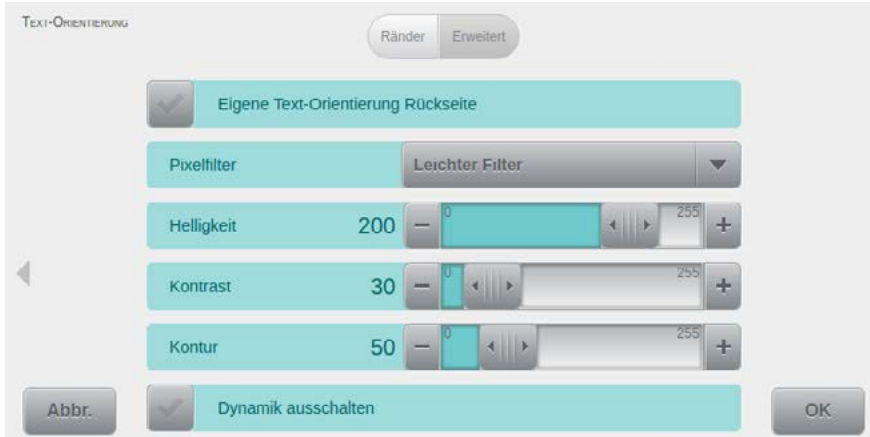 Text-Orientierung
Ränder Erweitert
Eigene Text-Orientierung Rückseite
Pixelfilter Leichter Filter
Helligkeit 200 − 0 255 +
Kontrast 30 − 0 255 +
Kontur 50 − 0 255 +
Abbr. Dynamik ausschalten OK